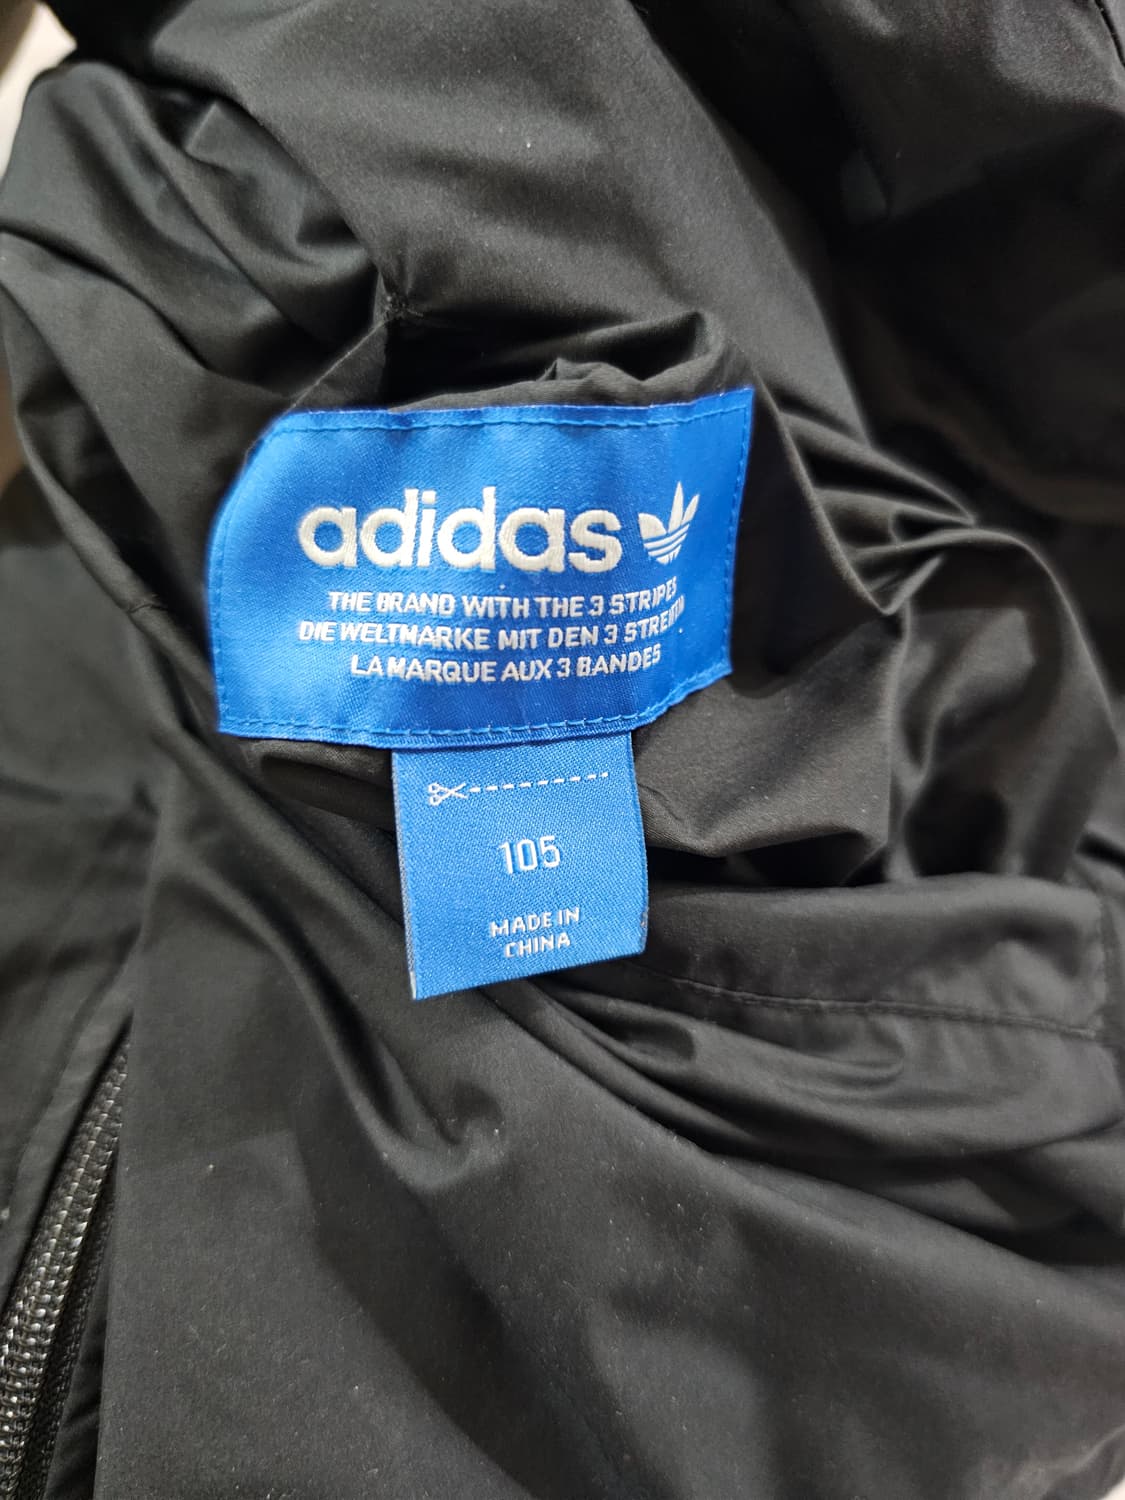 adidas
THE BRAND WITH THE 3 STRIPES
DIE WELTMARKE MIT DEN 3
LA MARQUE AUX 3 BANDES
105
MADE IN
CHINA